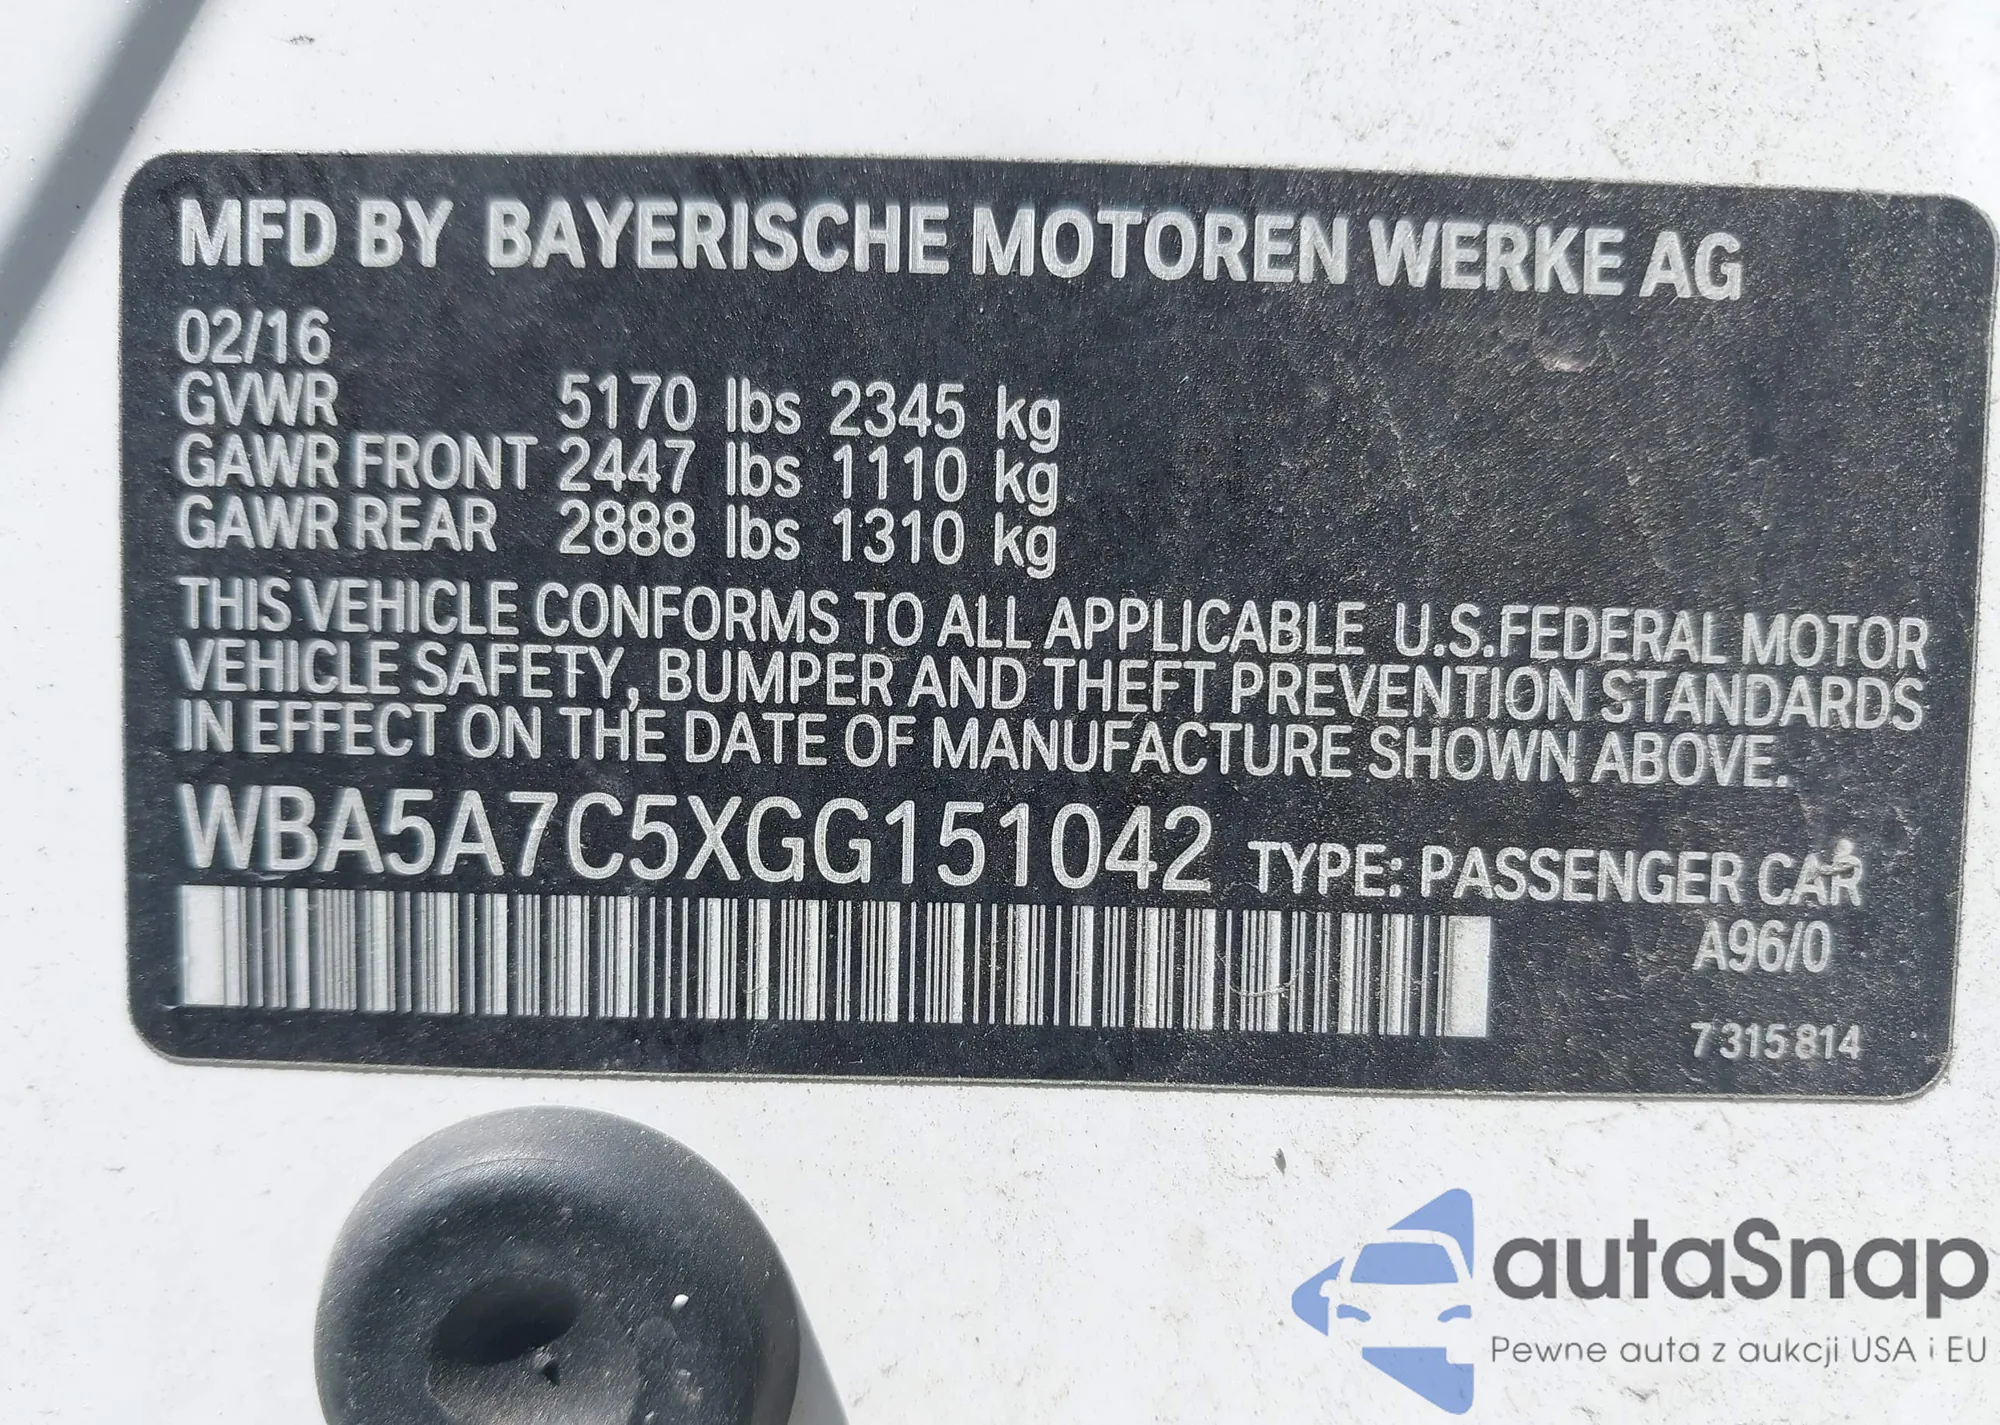 MFD BY BAYERISCHE MOTOREN WERKE AG
02/16
GVWR 5170 lbs 2345 kg
GAWR FRONT 2447 lbs 1110 kg
GAWR REAR 2888 lbs 1310 kg
THIS VEHICLE CONFORMS TO ALL APPLICABLE U.S.FEDERAL MOTOR
VEHICLE SAFETY, BUMPER AND THEFT PREVENTION STANDARDS
IN EFFECT ON THE DATE OF MANUFACTURE SHOWN ABOVE.
WBA5A7C5XGG151042 TYPE: PASSENGER CAR
A96/0
7 315 814
autaSnap
Pewne auta z aukcji USA i EU